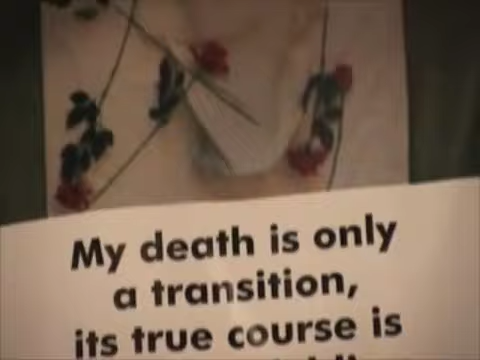 My death is only
a transition,
its true course is